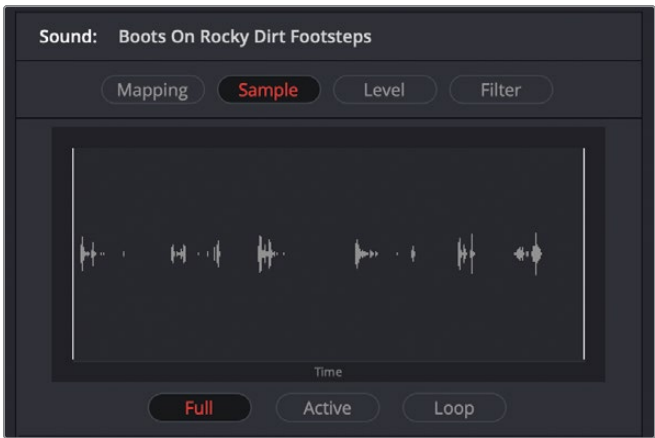 Sound: Boots On Rocky Dirt Footsteps
Mapping Sample Level Filter
Time
Full Active Loop